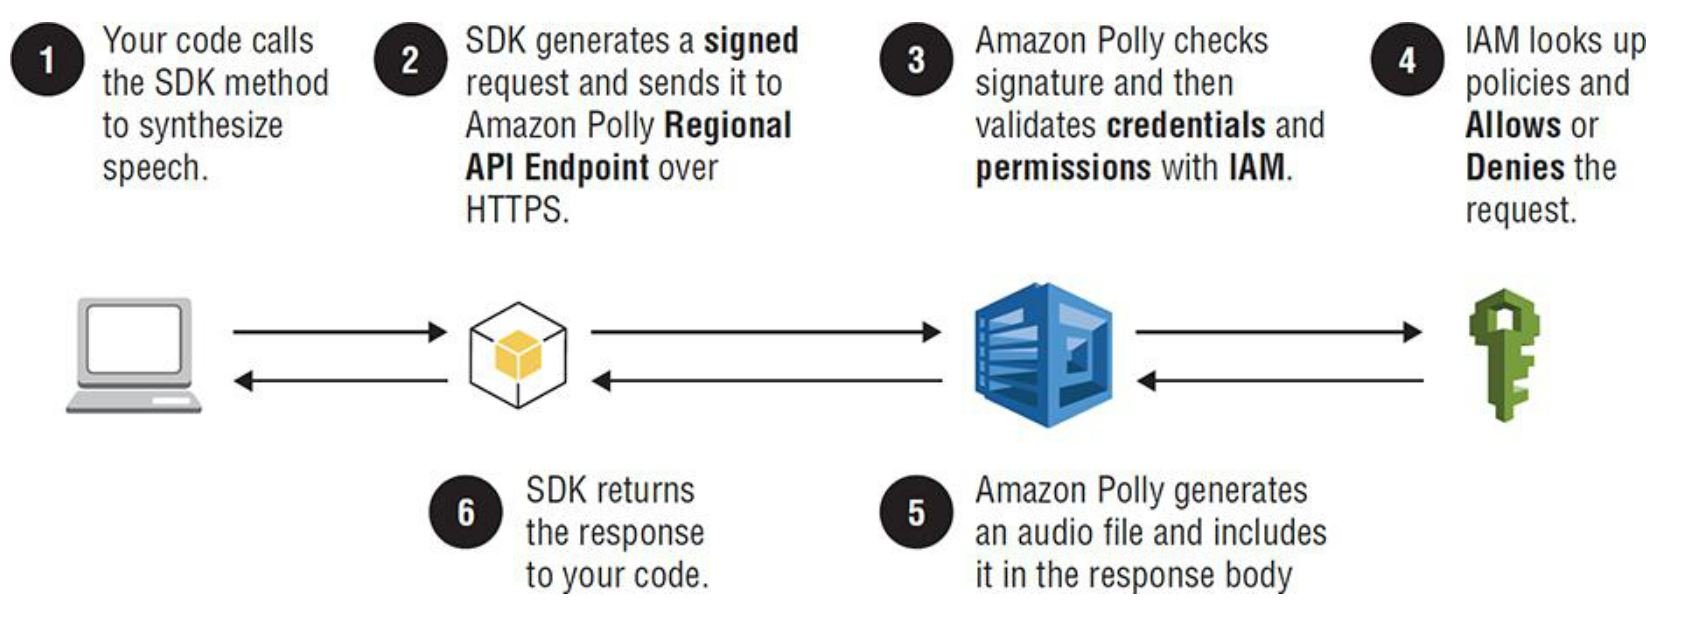 1
Your code calls
the SDK method
to synthesize
speech.
2
SDK generates a signed
request and sends it to
Amazon Polly Regional
API Endpoint over
HTTPS.
3
Amazon Polly checks
signature and then
validates credentials and
permissions with IAM.
4
IAM looks up
policies and
Allows or
Denies the
request.
6
SDK returns
the response
to your code.
5
Amazon Polly generates
an audio file and includes
it in the response body